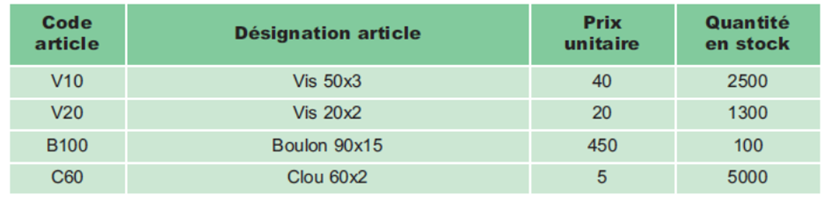 Code article Désignation article Prix unitaire Quantité en stock
V10 Vis 50x3 40 2500
V20 Vis 20x2 20 1300
B100 Boulon 90x15 450 100
C60 Clou 60x2 5 5000